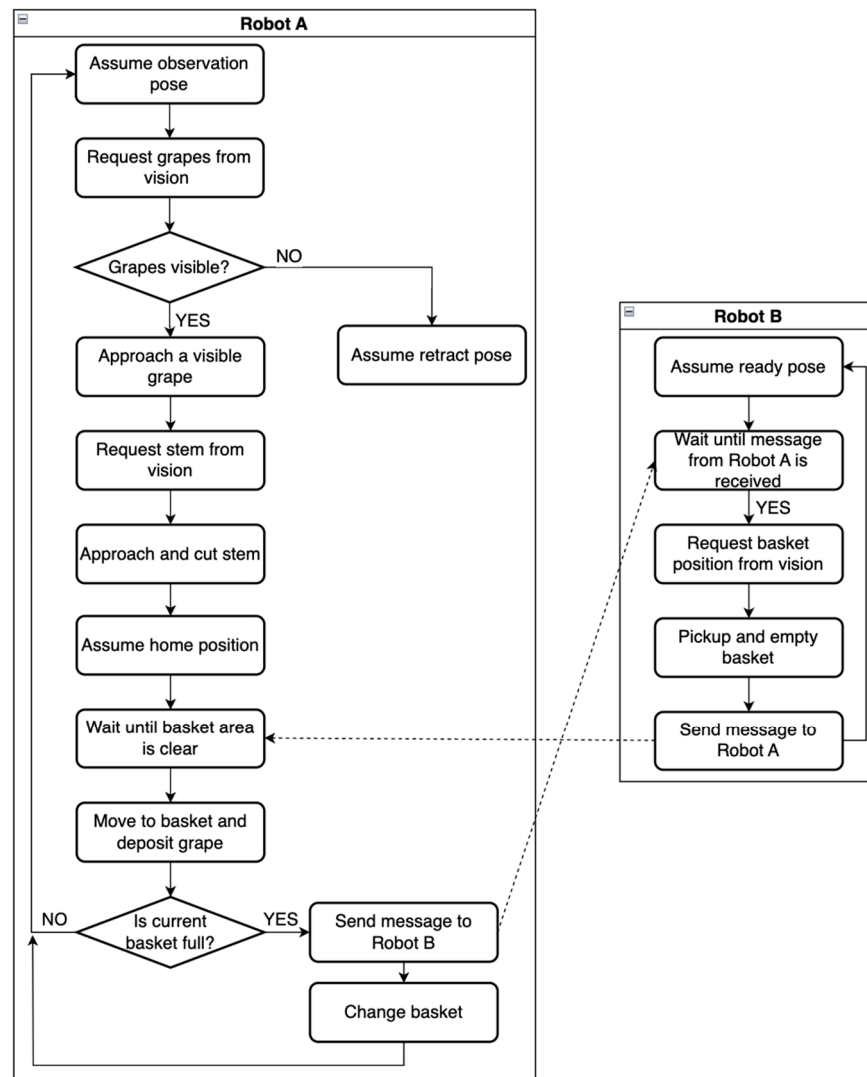 Robot A
Assume observation
pose
Request grapes from
vision
Grapes visible?
NO
YES
Approach a visible
grape
Assume retract pose
Request stem from
vision
Approach and cut stem
Assume home position
Wait until basket area
is clear
Move to basket and
deposit grape
Is current
basket full?
NO
YES
Send message to
Robot B
Change basket
Robot B
Assume ready pose
Wait until message
from Robot A is
received
YES
Request basket
position from vision
Pickup and empty
basket
Send message to
Robot A